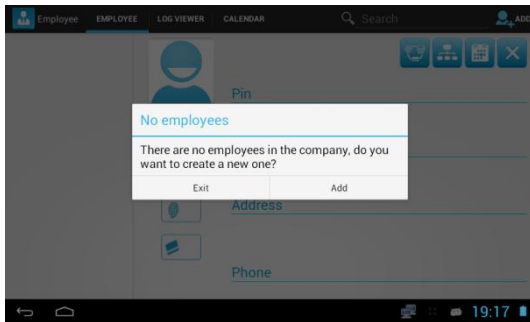 Employee EMPLOYEE LOG VIEWER CALENDAR Search ADD
Pin
No employees
There are no employees in the company, do you
want to create a new one?
Exit Add
Address
Phone
19:17